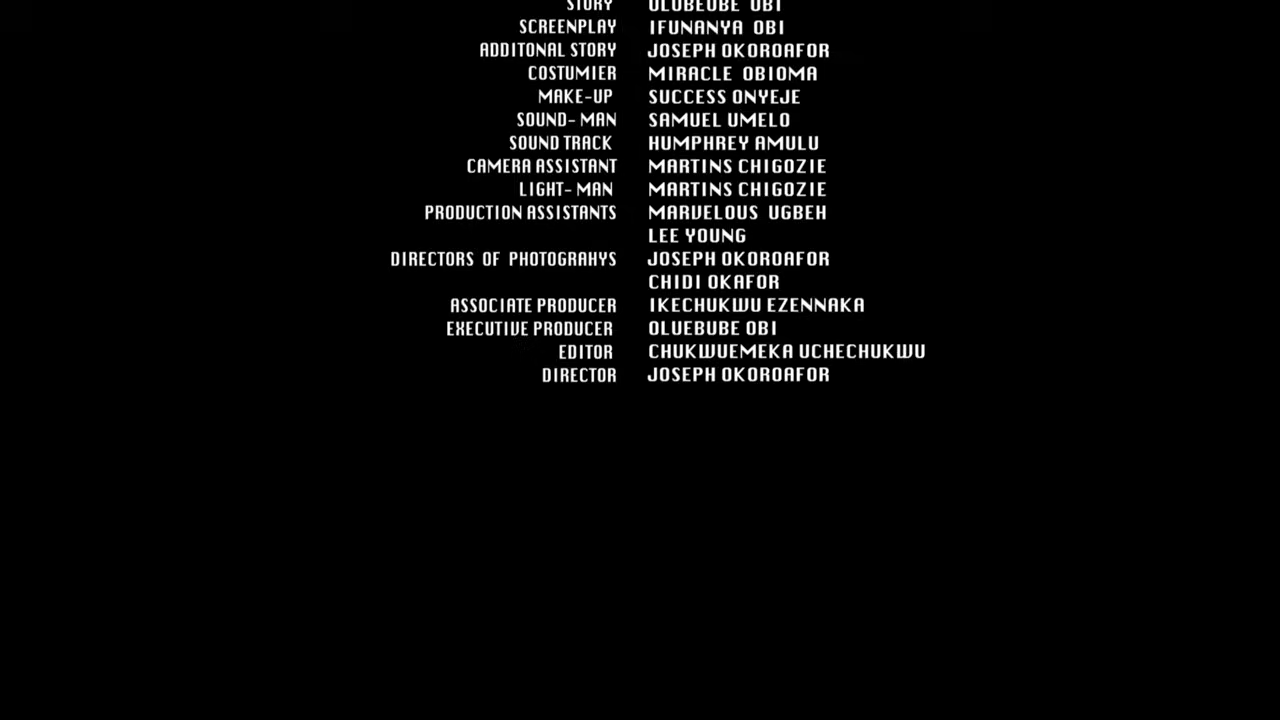 STORY OLUBEUBE OBI
SCREENPLAY IFUNANYA OBI
ADDITONAL STORY JOSEPH OKOROAFOR
COSTUMIER MIRACLE OBIOMA
MAKE-UP SUCCESS ONYEJE
SOUND- MAN SAMUEL UMELO
SOUND TRACK HUMPHREY AMULU
CAMERA ASSISTANT MARTINS CHIGOZIE
LIGHT- MAN MARTINS CHIGOZIE
PRODUCTION ASSISTANTS MARVELOUS UGBEH
LEE YOUNG
DIRECTORS OF PHOTOGRAHYS JOSEPH OKOROAFOR
CHIDI OKAFOR
ASSOCIATE PRODUCER IKECHUKWU EZENNAKA
EXECUTIVE PRODUCER OLUEBUBE OBI
EDITOR CHUKWUEMEKA UCHECHUKWU
DIRECTOR JOSEPH OKOROAFOR